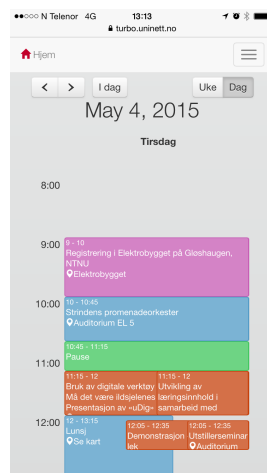 N Telenor 4G 13:13
turbo.uninett.no
Hjem
I dag Uke Dag
May 4, 2015
Tirsdag
8:00
9:00
9 - 10
Registrering i Elektrobygget på Gløshaugen,
NTNU
Elektrobygget
10:00
10 - 10:45
Strindens promenadeorkester
Auditorium EL 5
10:45 - 11:15
Pause
11:00
11:15 - 12
Bruk av digitale verktøy
Må det være ildsjelenes
Presentasjon av «uDig»
11:15 - 12
Utvikling av
læringsinnhold i
samarbeid med
12:00
12 - 13:15
Lunsj
Se kart
12:05 - 12:35
Demonstrasjon
lek
12:05 - 12:35
Utstillerseminar
Auditorium